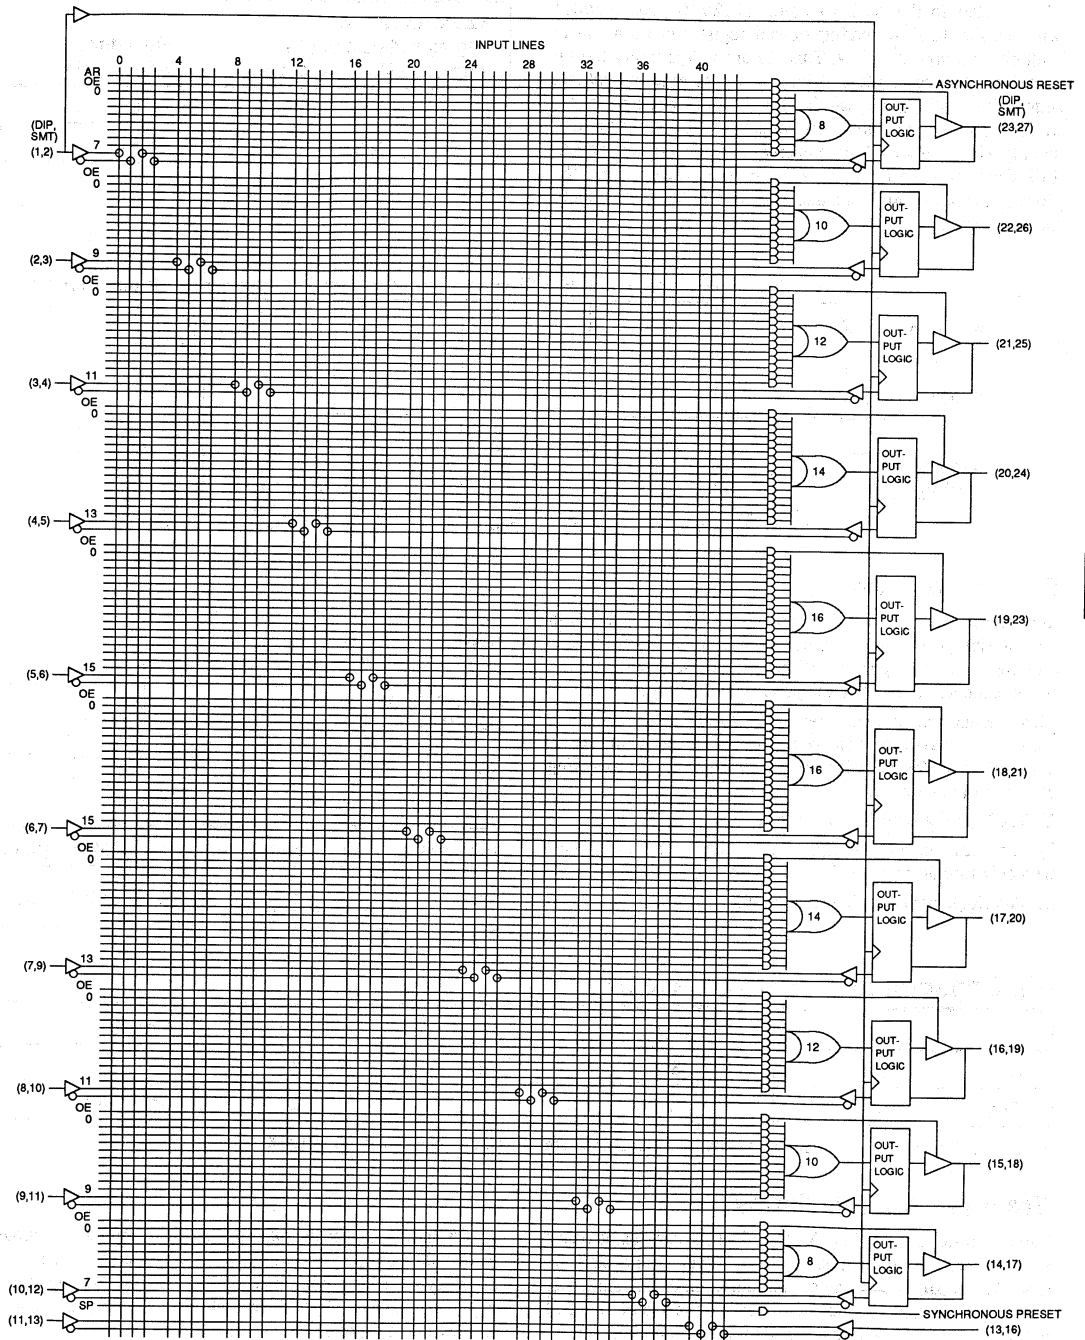 INPUT LINES
0 4 8 12 16 20 24 28 32 36 40
AR
OE
0
ASYNCHRONOUS RESET
(DIP,
SMT)
(DIP,
SMT)
8
OUT-
PUT
LOGIC
(23,27)
(1,2)
7
OE
0
10
OUT-
PUT
LOGIC
(22,26)
(2,3)
9
OE
0
12
OUT-
PUT
LOGIC
(21,25)
(3,4)
11
OE
0
14
OUT-
PUT
LOGIC
(20,24)
(4,5)
13
OE
0
16
OUT-
PUT
LOGIC
(19,23)
(5,6)
15
OE
0
16
OUT-
PUT
LOGIC
(18,21)
(6,7)
15
OE
0
14
OUT-
PUT
LOGIC
(17,20)
(7,9)
13
OE
0
12
OUT-
PUT
LOGIC
(16,19)
(8,10)
11
OE
0
10
OUT-
PUT
LOGIC
(15,18)
(9,11)
9
OE
0
8
OUT-
PUT
LOGIC
(14,17)
(10,12)
7
SP
SYNCHRONOUS PRESET
(11,13)
(13,16)